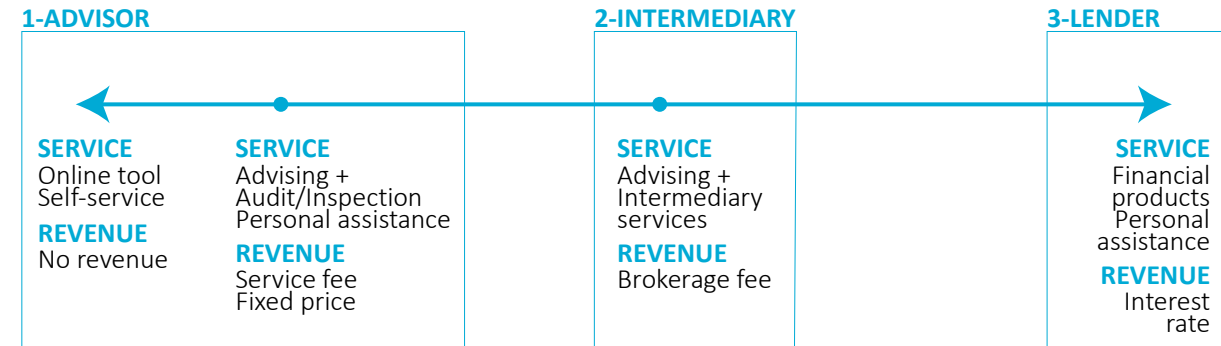 1-ADVISOR
2-INTERMEDIARY
3-LENDER
SERVICE
Online tool
Self-service
REVENUE
No revenue
SERVICE
Advising +
Audit/Inspection
Personal assistance
REVENUE
Service fee
Fixed price
SERVICE
Advising +
Intermediary
services
REVENUE
Brokerage fee
SERVICE
Financial
products
Personal
assistance
REVENUE
Interest
rate